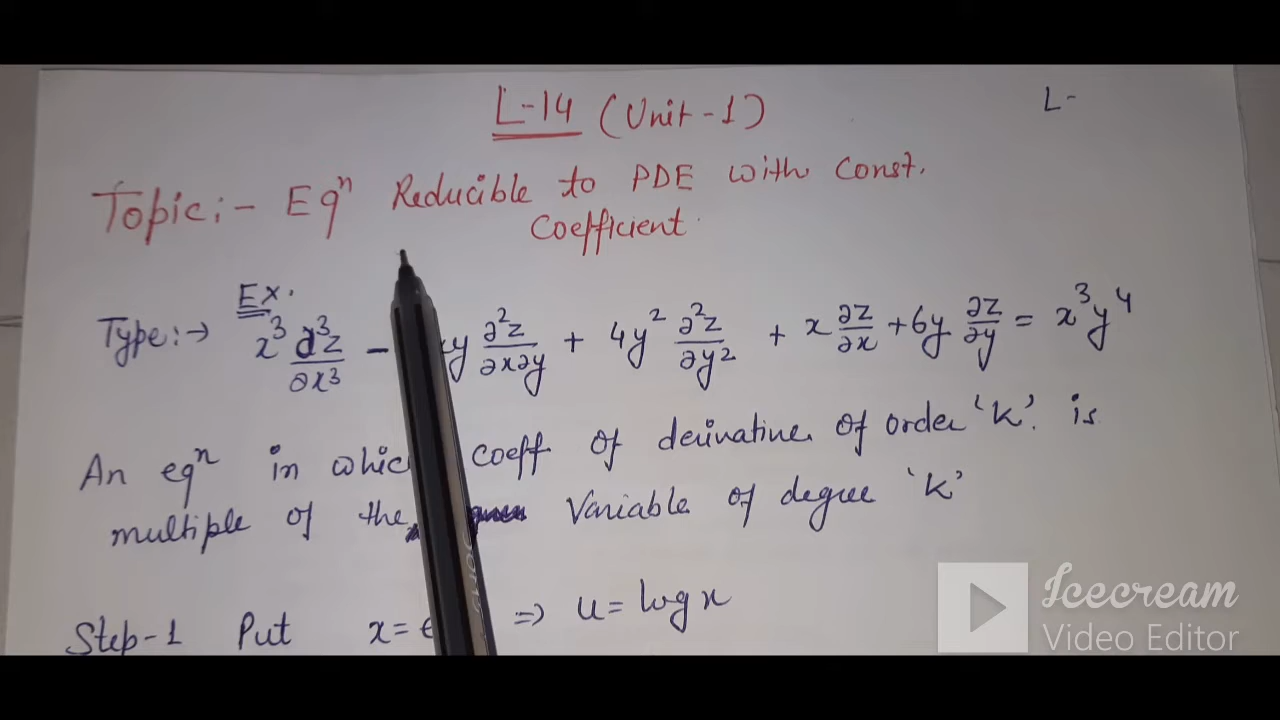 L-14 (Unit-1)
L-
Topic:- Eqⁿ Reducible to PDE with Const.
Coefficient
Ex.
Type:→ x³ ∂³z/∂x³ - xy ∂²z/∂x∂y + 4y² ∂²z/∂y² + x ∂z/∂x + 6y ∂z/∂y = x³y⁴
An eqⁿ in which coeff of derivative of order 'K' is
multiple of the Variable of degree 'K'
Step-1 Put x= ⇒ u = log x
Icecream
Video Editor